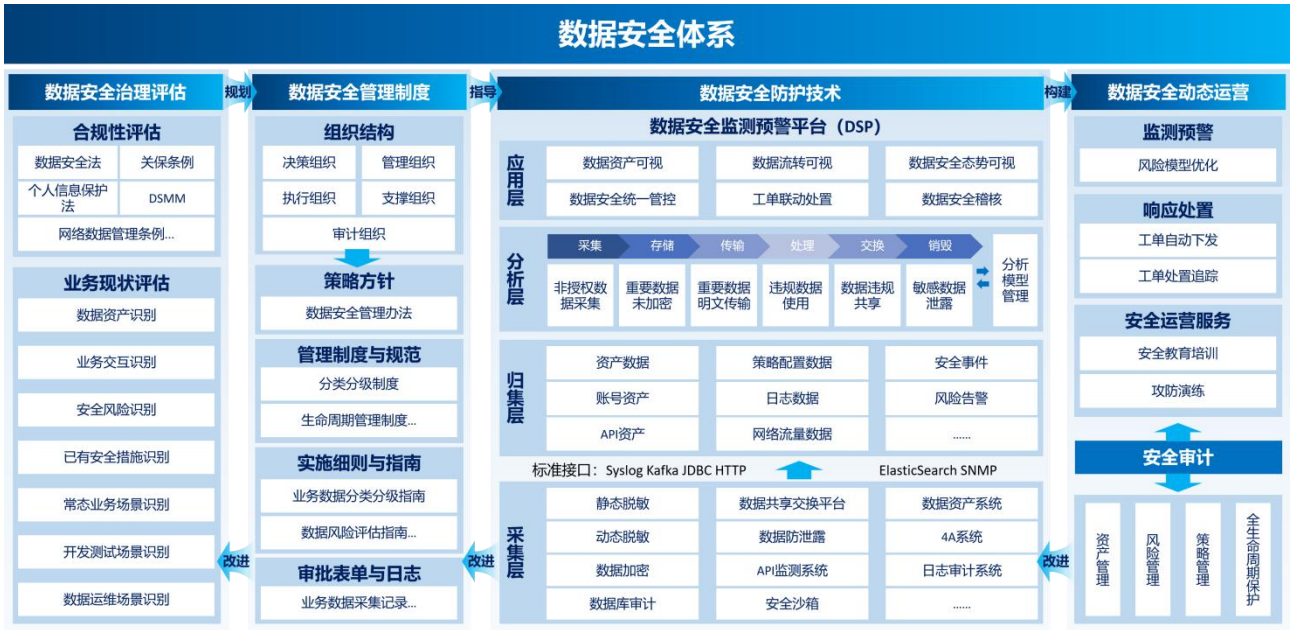 数据安全体系
数据安全治理评估
规划
数据安全管理制度
指导
数据安全防护技术
构建
数据安全动态运营
合规性评估
数据安全法
关保条例
个人信息保护
法
DSMM
网络数据管理条例...
业务现状评估
数据资产识别
业务交互识别
安全风险识别
已有安全措施识别
常态业务场景识别
开发测试场景识别
数据运维场景识别
改进
组织结构
决策组织
管理组织
执行组织
支撑组织
审计组织
策略方针
数据安全管理办法
管理制度与规范
分类分级制度
生命周期管理制度...
实施细则与指南
业务数据分类分级指南
数据风险评估指南...
审批表单与日志
业务数据采集记录...
改进
数据安全监测预警平台（DSP）
应用层
数据资产可视
数据流转可视
数据安全态势可视
数据安全统一管控
工单联动处置
数据安全稽核
分析层
采集
存储
传输
处理
交换
销毁
非授权数
据采集
重要数据
未加密
重要数据
明文传输
违规数据
使用
数据违规
共享
敏感数据
泄露
分析
模型
管理
归集层
资产数据
策略配置数据
安全事件
账号资产
日志数据
风险告警
API资产
网络流量数据
......
标准接口：Syslog Kafka JDBC HTTP
ElasticSearch SNMP
采集层
静态脱敏
数据共享交换平台
数据资产系统
动态脱敏
数据防泄露
4A系统
数据加密
API监测系统
日志审计系统
数据库审计
安全沙箱
......
改进
监测预警
风险模型优化
响应处置
工单自动下发
工单处置追踪
安全运营服务
安全教育培训
攻防演练
安全审计
资产管理
风险管理
策略管理
全生命周期保护